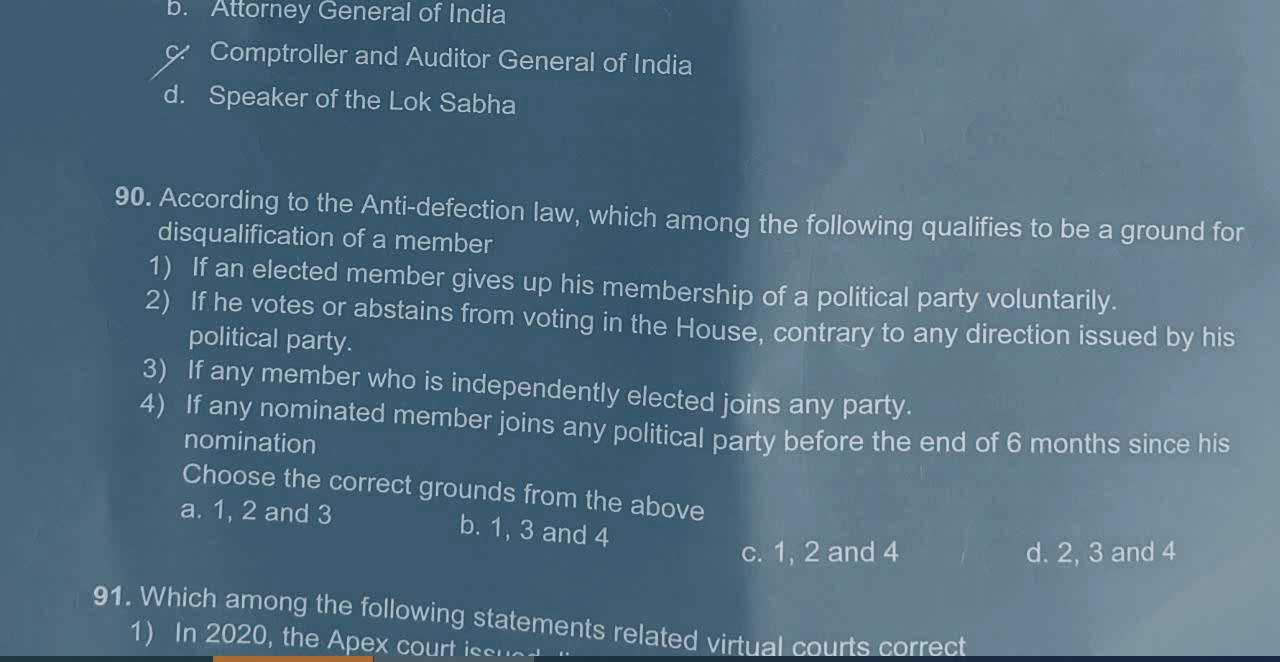 b. Attorney General of India
c. Comptroller and Auditor General of India
d. Speaker of the Lok Sabha
90. According to the Anti-defection law, which among the following qualifies to be a ground for
disqualification of a member
1) If an elected member gives up his membership of a political party voluntarily.
2) If he votes or abstains from voting in the House, contrary to any direction issued by his
political party.
3) If any member who is independently elected joins any party.
4) If any nominated member joins any political party before the end of 6 months since his
nomination
Choose the correct grounds from the above
a. 1, 2 and 3 b. 1, 3 and 4 c. 1, 2 and 4 d. 2, 3 and 4
91. Which among the following statements related virtual courts correct
1) In 2020, the Apex court issued